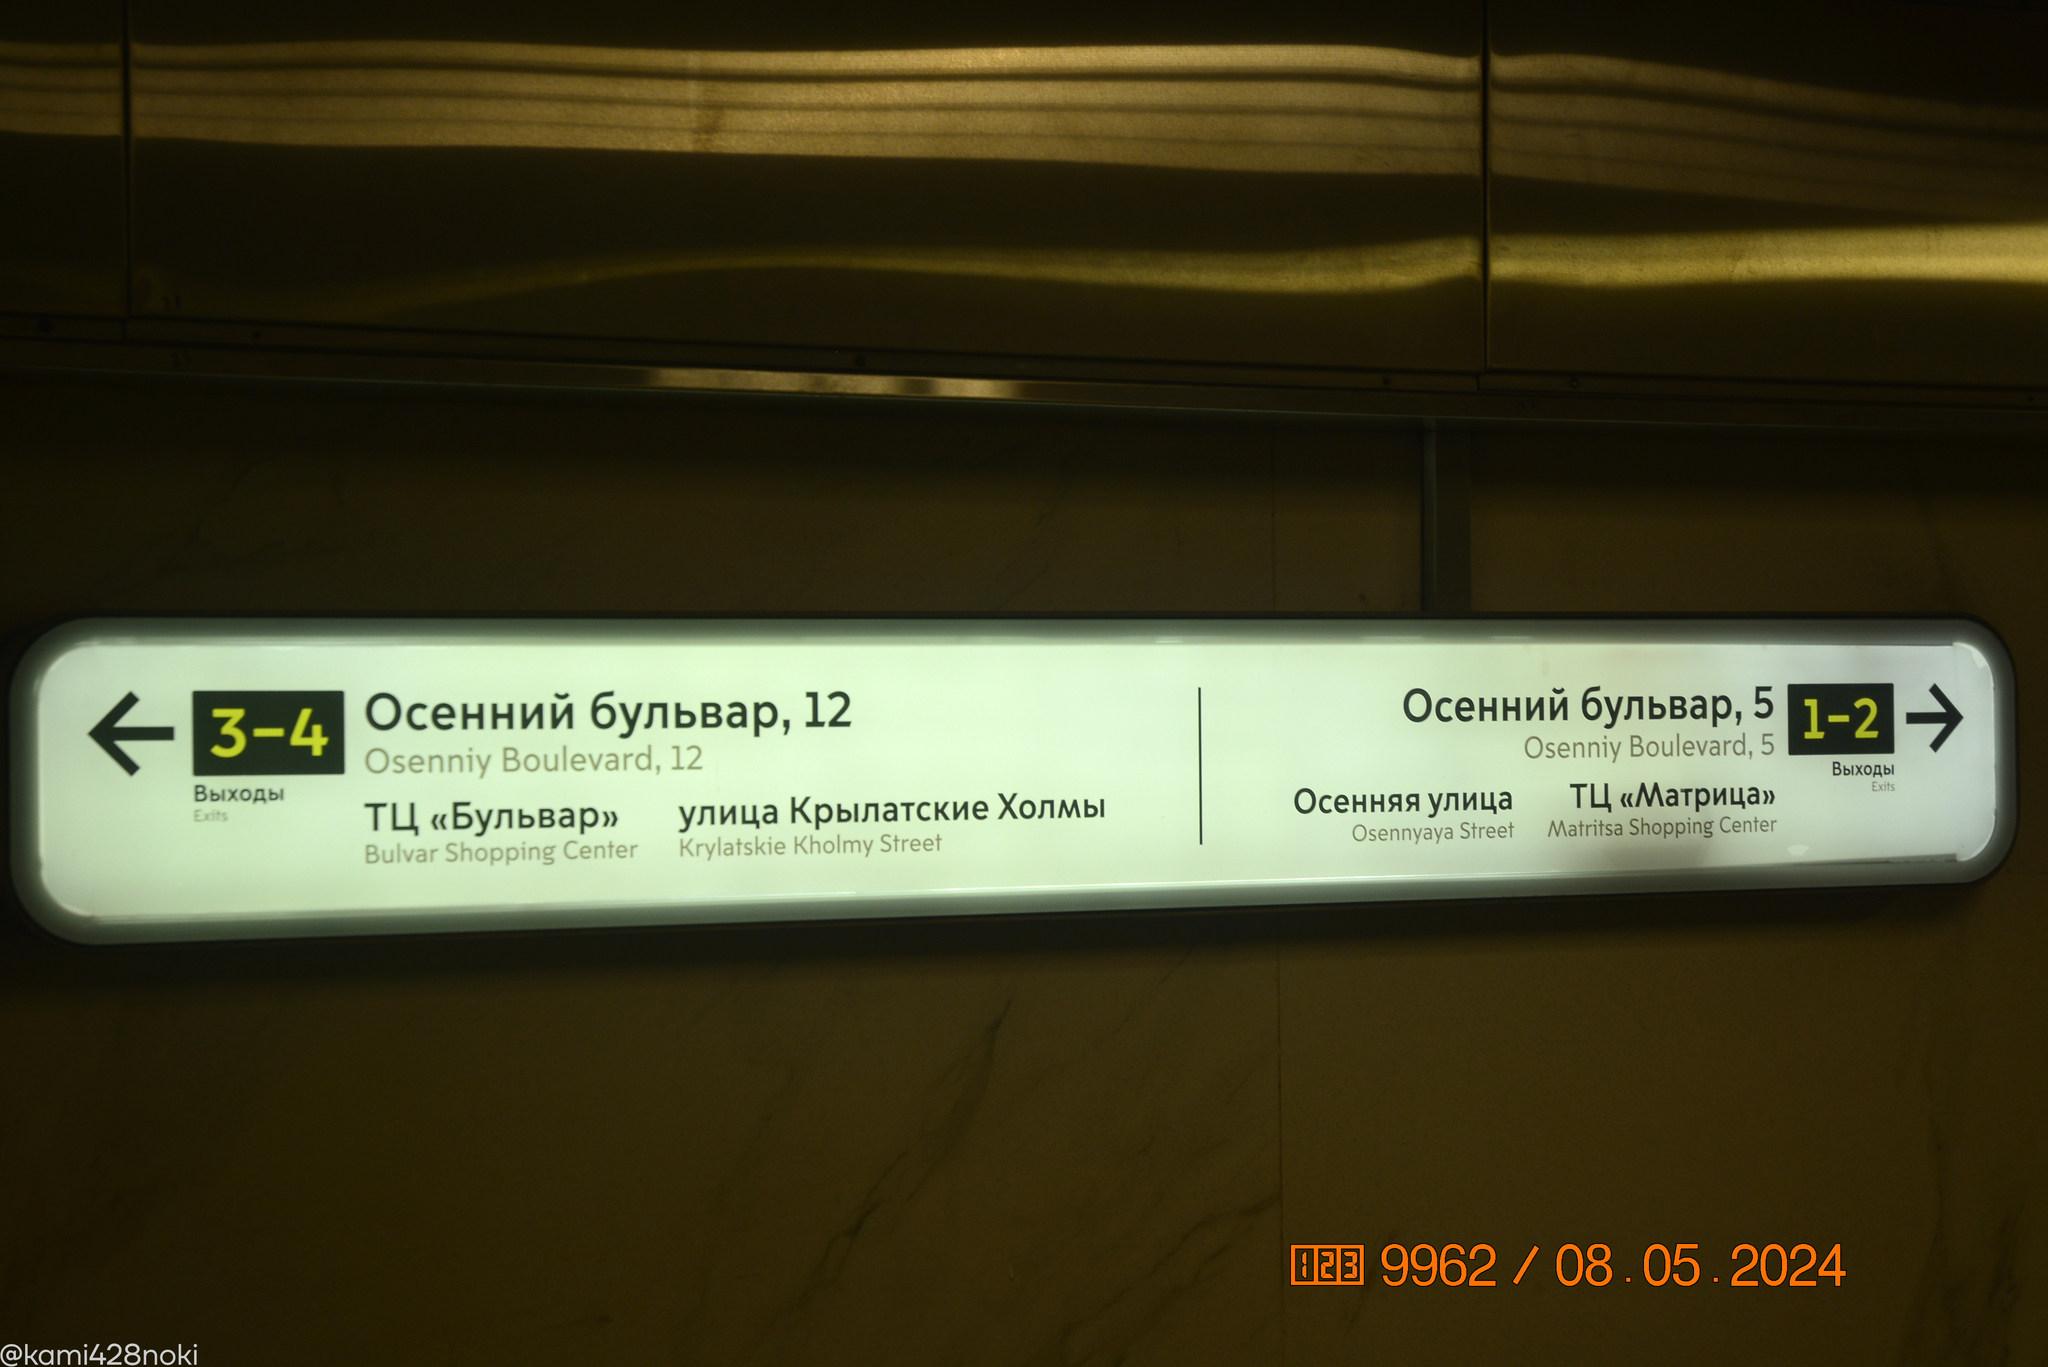 3–4
Выходы
Exits
Осенний бульвар, 12
Osenniy Boulevard, 12
ТЦ «Бульвар»
Bulvar Shopping Center
улица Крылатские Холмы
Krylatskie Kholmy Street
Осенний бульвар, 5
Osenniy Boulevard, 5
Осенняя улица
Osennyaya Street
ТЦ «Матрица»
Matritsa Shopping Center
1–2
Выходы
Exits
123 9962 / 08.05.2024
@kami428noki